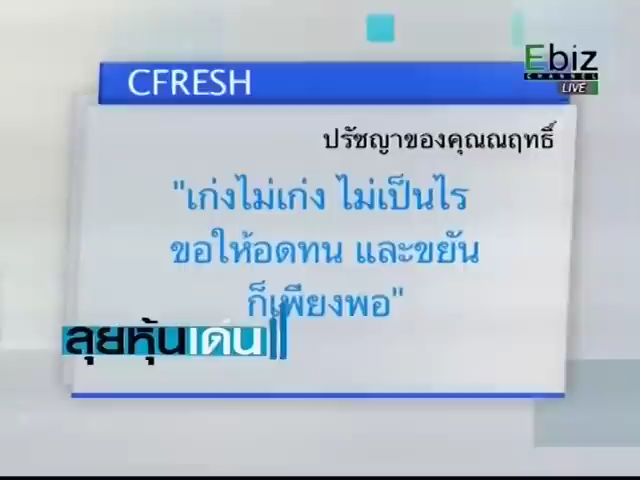 Ebiz
CHANNEL
LIVE
CFRESH
ปรัชญาของคุณณฤทธิ์
"เก่งไม่เก่ง ไม่เป็นไร
ขอให้อดทน และขยัน
ก็เพียงพอ"
ลุยหุ้นเด่น